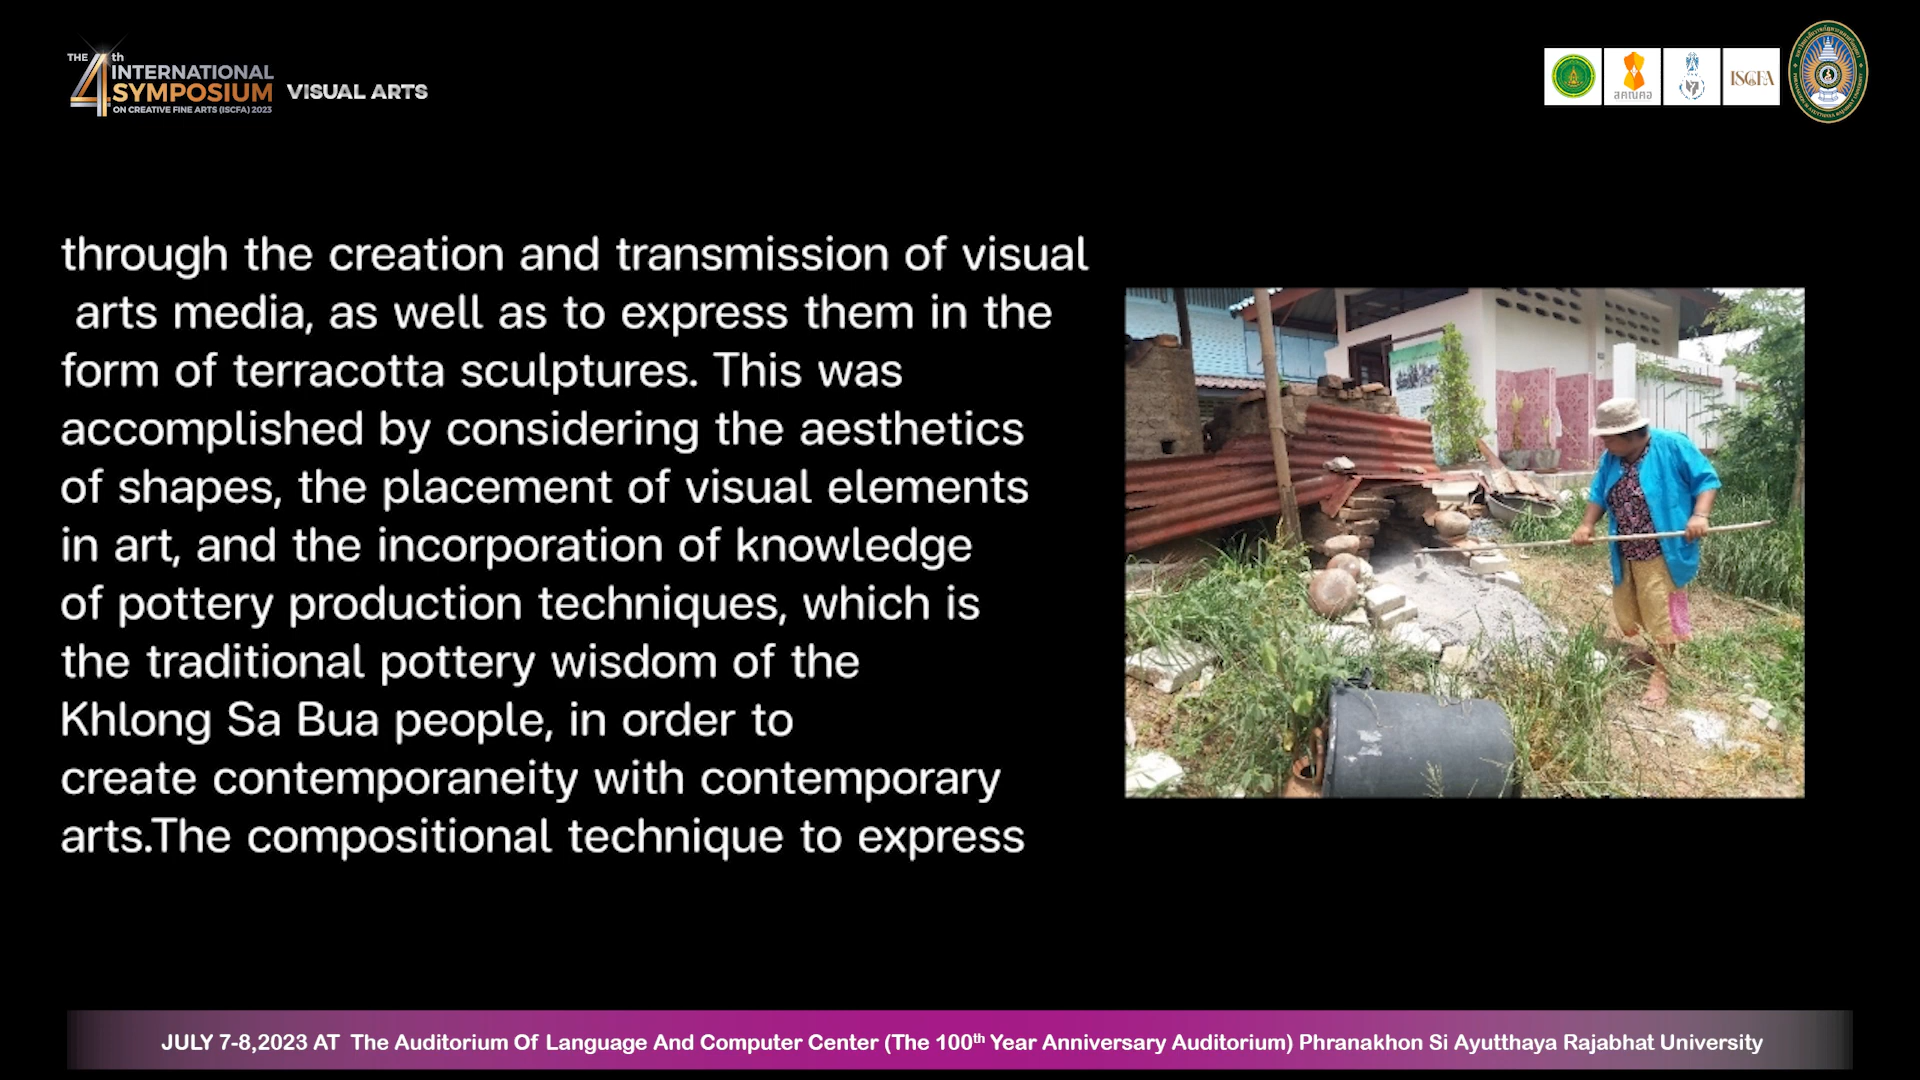 THE 4th
INTERNATIONAL
SYMPOSIUM
ON CREATIVE FINE ARTS (ISCFA) 2023
VISUAL ARTS
สคณคอ
ISCFA
through the creation and transmission of visual
arts media, as well as to express them in the
form of terracotta sculptures. This was
accomplished by considering the aesthetics
of shapes, the placement of visual elements
in art, and the incorporation of knowledge
of pottery production techniques, which is
the traditional pottery wisdom of the
Khlong Sa Bua people, in order to
create contemporaneity with contemporary
arts.The compositional technique to express
JULY 7-8,2023 AT The Auditorium Of Language And Computer Center (The 100th Year Anniversary Auditorium) Phranakhon Si Ayutthaya Rajabhat University